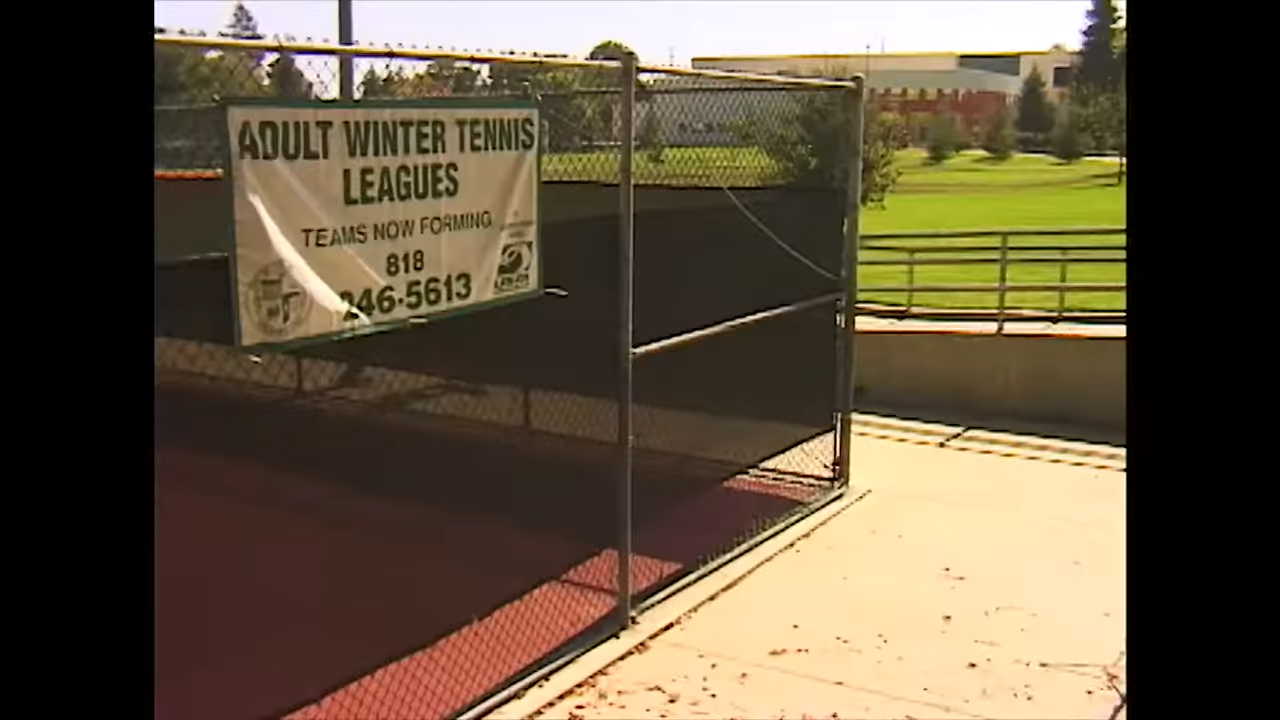 ADULT WINTER TENNIS
LEAGUES
TEAMS NOW FORMING
818
246-5613